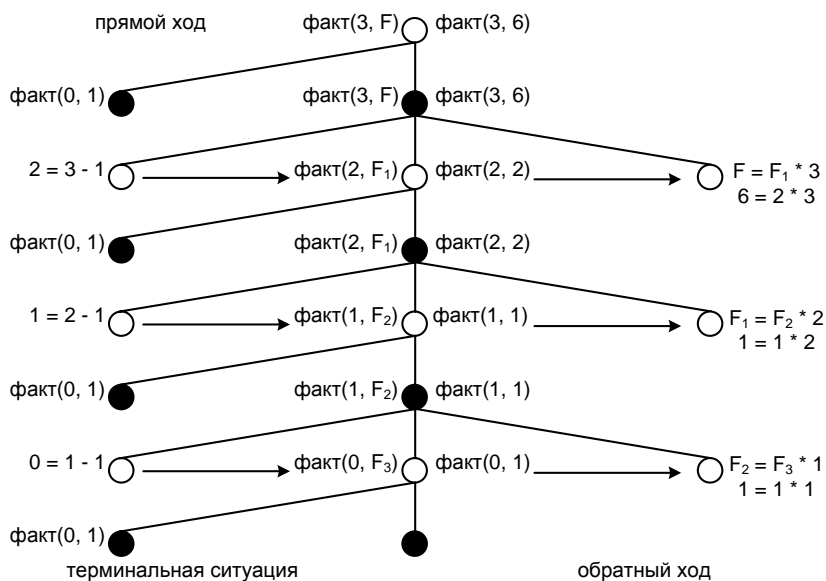 прямой ход
факт(3, F) факт(3, 6)
факт(0, 1) факт(3, F) факт(3, 6)
2 = 3 - 1 факт(2, F₁) факт(2, 2) F = F₁ * 3
6 = 2 * 3
факт(0, 1) факт(2, F₁) факт(2, 2)
1 = 2 - 1 факт(1, F₂) факт(1, 1) F₁ = F₂ * 2
1 = 1 * 2
факт(0, 1) факт(1, F₂) факт(1, 1)
0 = 1 - 1 факт(0, F₃) факт(0, 1) F₂ = F₃ * 1
1 = 1 * 1
факт(0, 1)
терминальная ситуация обратный ход